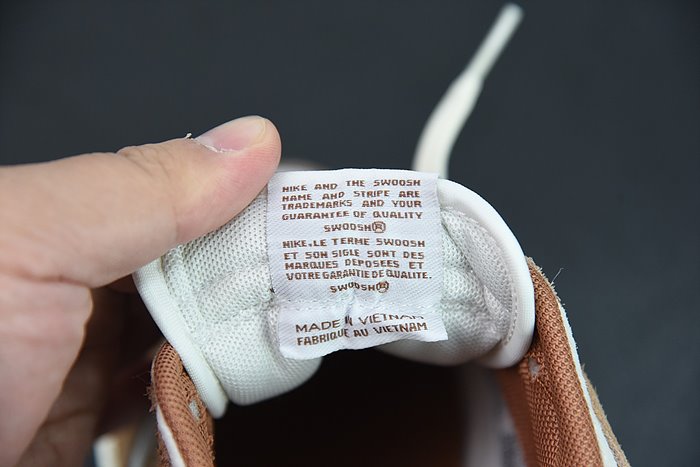 NIKE AND THE SWOOSH
NAME AND STRIPE ARE
TRADEMARKS AND YOUR
GUARANTEE OF QUALITY
SWOOSH®
NIKE.LE TERME SWOOSH
ET SON SIGLE SONT DES
MARQUES DEPOSEES ET
VOTRE GARANTIE DE QUALITE.
SWOOSH®
MADE IN VIETNAM
FABRIQUE AU VIETNAM